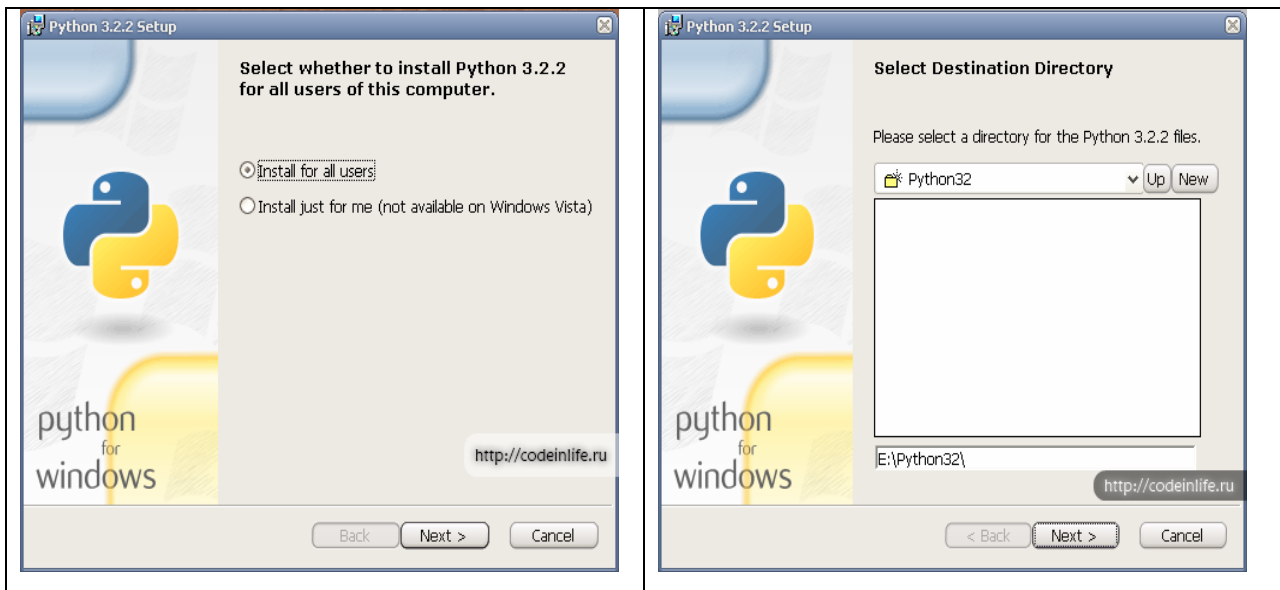 Python 3.2.2 Setup
Select whether to install Python 3.2.2
for all users of this computer.
Install for all users
Install just for me (not available on Windows Vista)
python
for
windows
http://codeinlife.ru
Back
Next >
Cancel
Python 3.2.2 Setup
Select Destination Directory
Please select a directory for the Python 3.2.2 files.
Python32
Up
New
E:\Python32\
python
for
windows
http://codeinlife.ru
< Back
Next >
Cancel